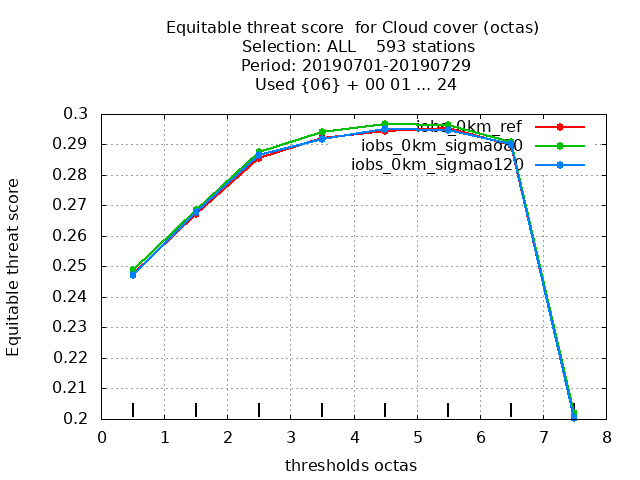 Equitable threat score  for Cloud cover (octas)
Selection: ALL    593 stations
Period: 20190701-20190729
Used {06} + 00 01 ... 24
0.3
0.29
0.28
0.27
0.26
0.25
0.24
0.23
0.22
0.21
0.2
Equitable threat score
iobs_0km_ref
iobs_0km_sigmao80
iobs_0km_sigmao120
0 1 2 3 4 5 6 7 8
thresholds octas